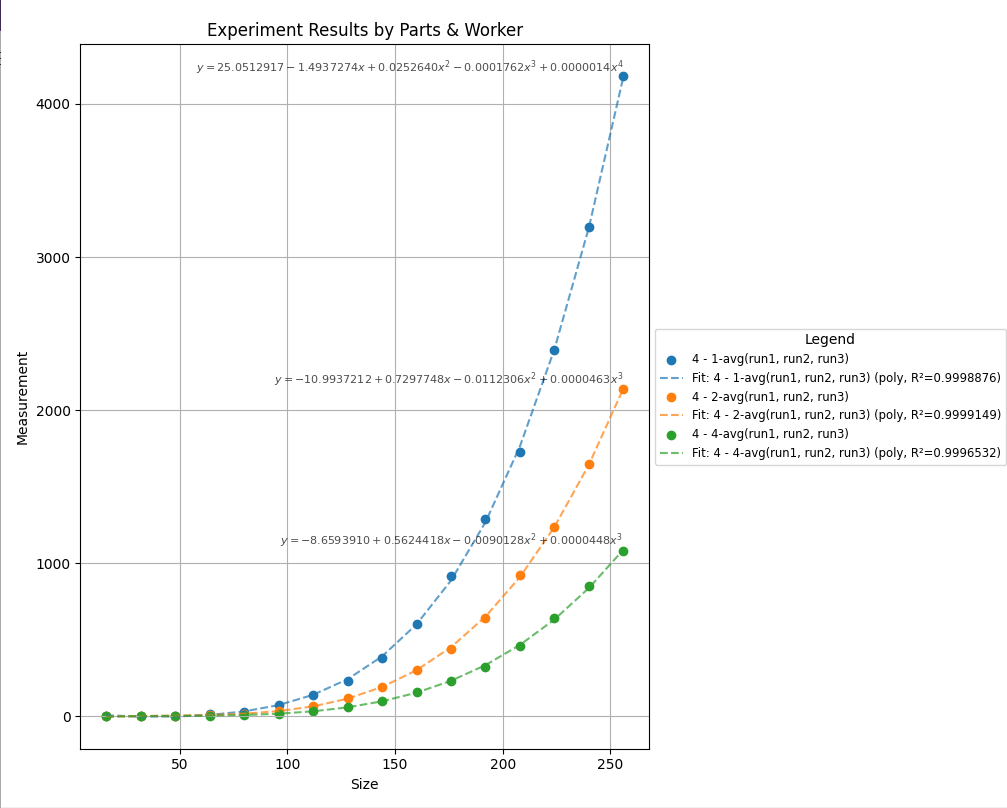 Experiment Results by Parts & Worker
y = 25.0512917 − 1.4937274x + 0.0252640x² − 0.0001762x³ + 0.0000014x⁴
y = −10.9937212 + 0.7297748x − 0.0112306x² + 0.0000463x³
y = −8.6593910 + 0.5624418x − 0.0090128x² + 0.0000448x³
4000
3000
2000
1000
0
Measurement
50 100 150 200 250
Size
Legend
4 - 1-avg(run1, run2, run3)
Fit: 4 - 1-avg(run1, run2, run3) (poly, R²=0.9998876)
4 - 2-avg(run1, run2, run3)
Fit: 4 - 2-avg(run1, run2, run3) (poly, R²=0.9999149)
4 - 4-avg(run1, run2, run3)
Fit: 4 - 4-avg(run1, run2, run3) (poly, R²=0.9996532)